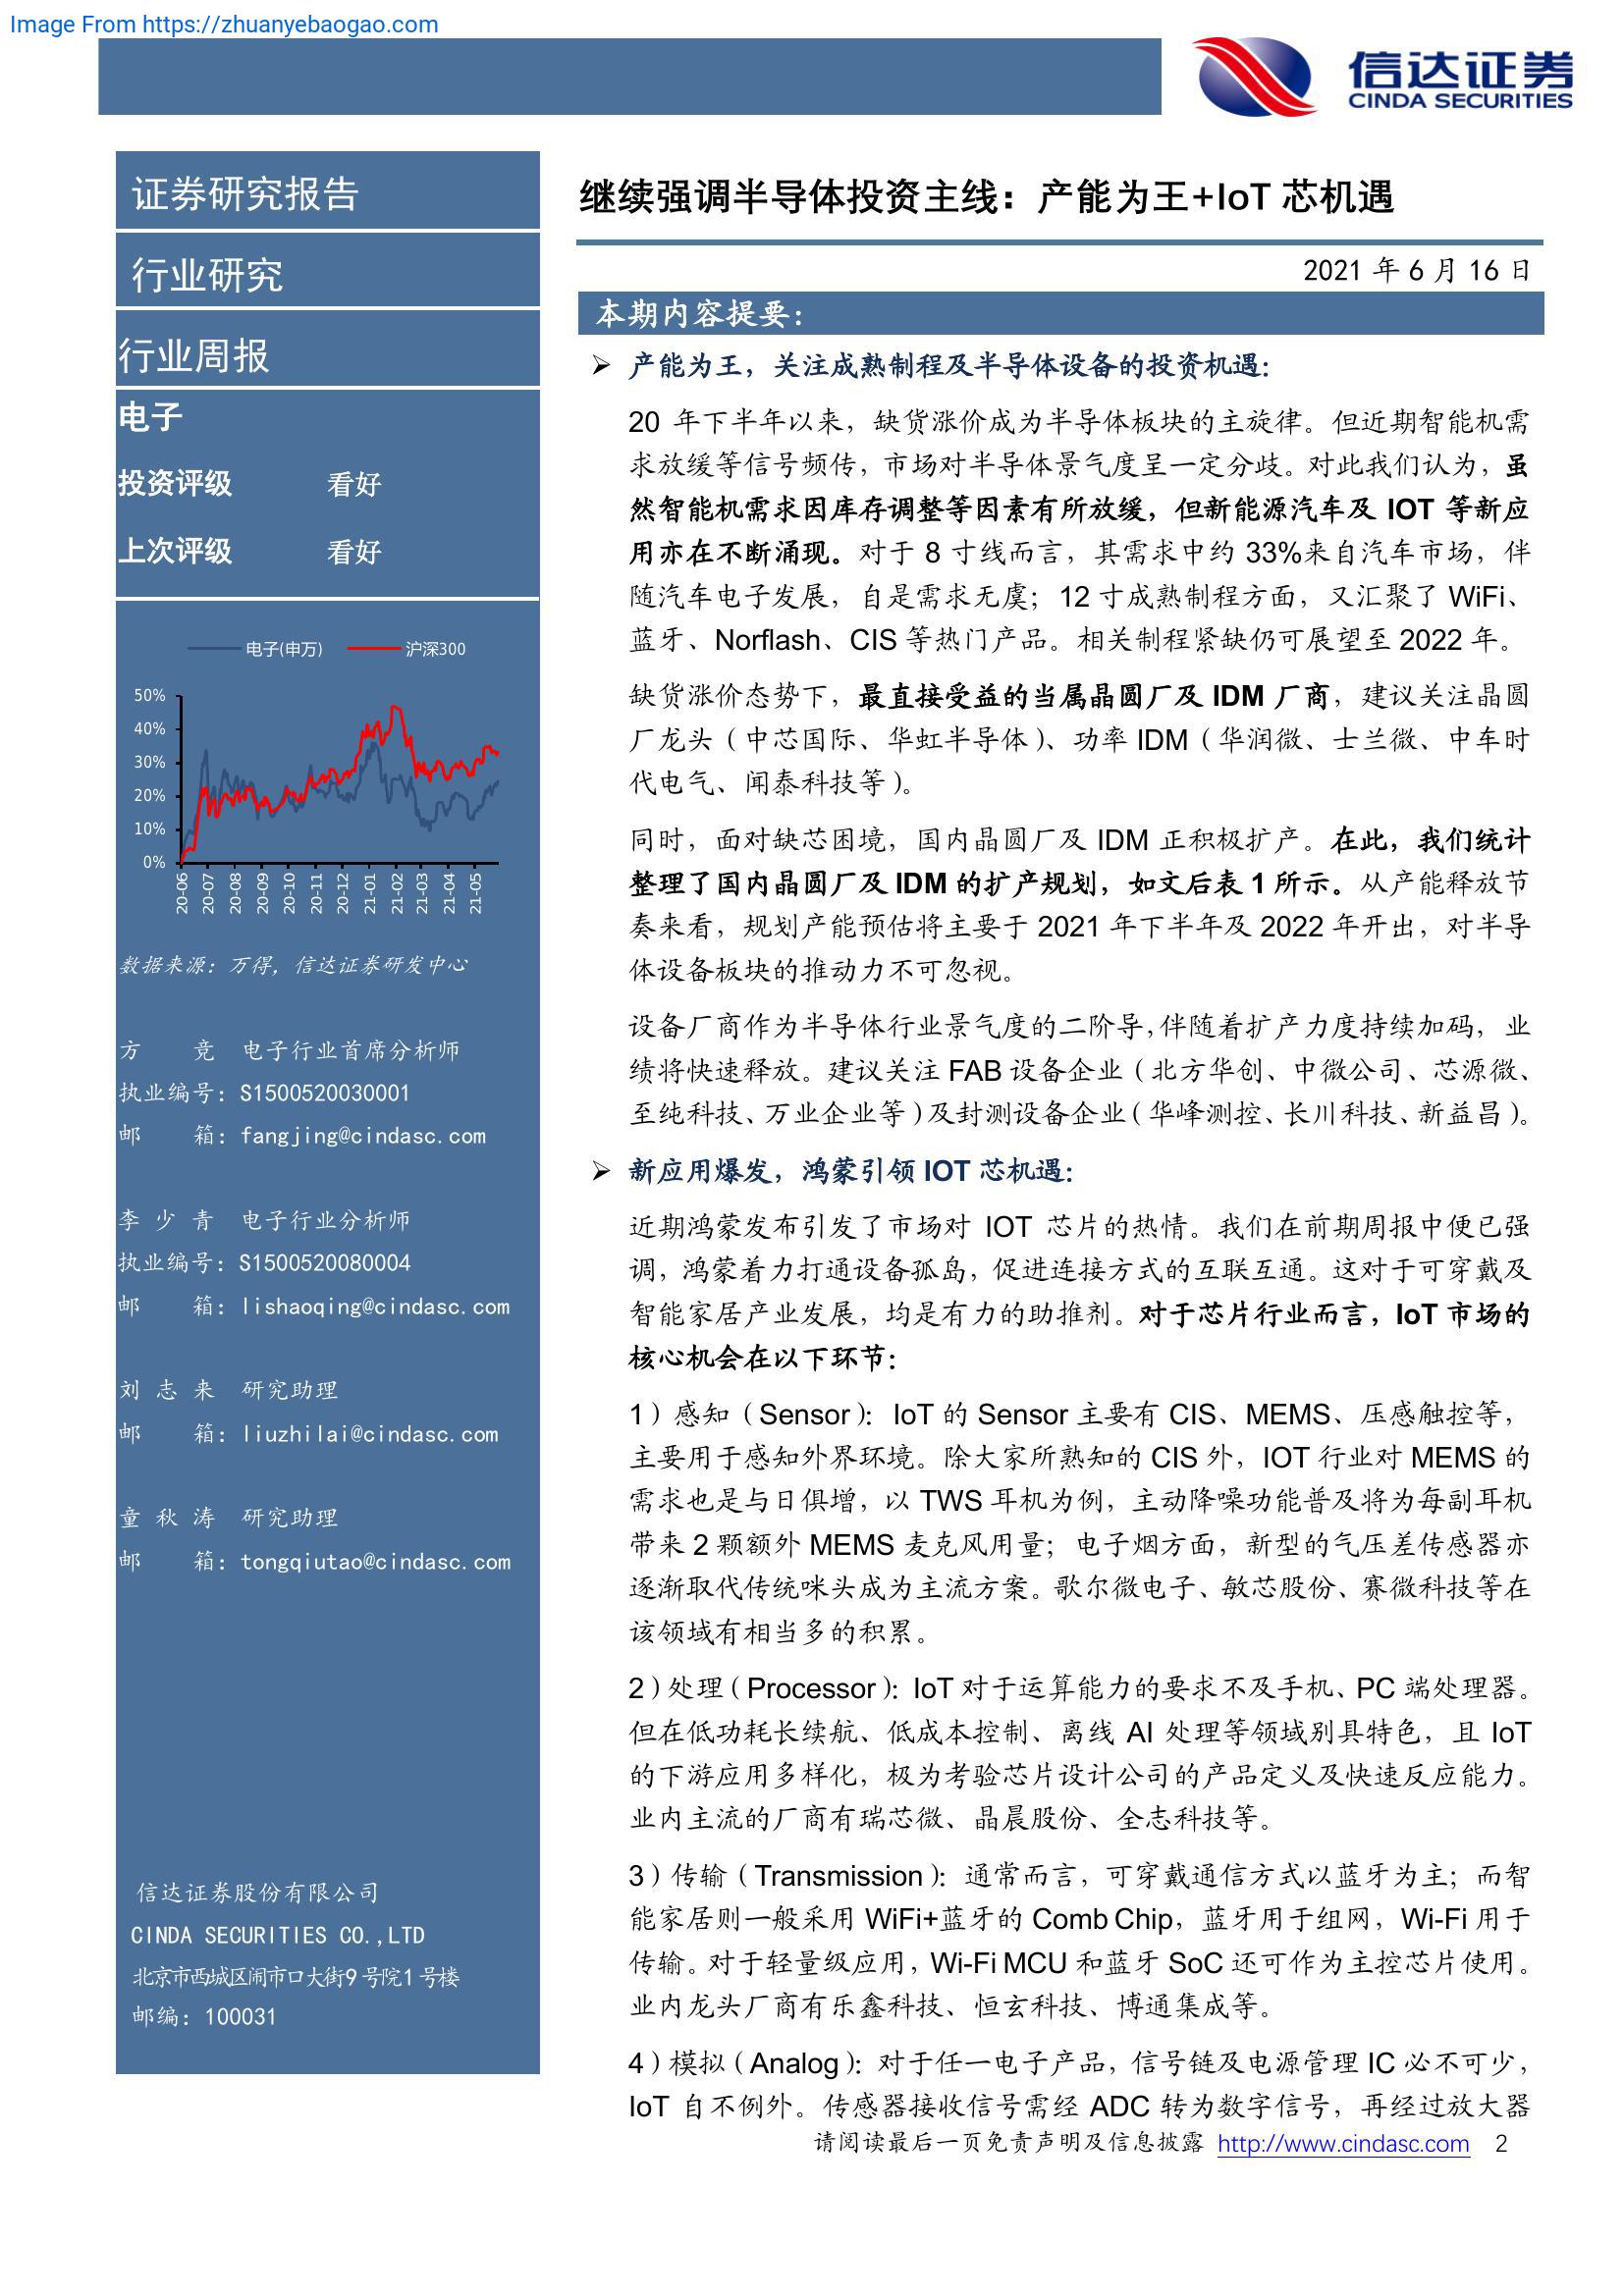 Image From https://zhuanyebaogao.com
信达证券
CINDA SECURITIES
证券研究报告
行业研究
行业周报
电子
投资评级 看好
上次评级 看好
电子(申万) 沪深300
50%
40%
30%
20%
10%
0%
20-06 20-07 20-08 20-09 20-10 20-11 20-12 21-01 21-02 21-03 21-04 21-05
数据来源：万得，信达证券研发中心
方 竞 电子行业首席分析师
执业编号：S1500520030001
邮 箱：fangjing@cindasc.com
李 少 青 电子行业分析师
执业编号：S1500520080004
邮 箱：lishaoqing@cindasc.com
刘 志 来 研究助理
邮 箱：liuzhilai@cindasc.com
童 秋 涛 研究助理
邮 箱：tongqiutao@cindasc.com
信达证券股份有限公司
CINDA SECURITIES CO.,LTD
北京市西城区闹市口大街9号院1号楼
邮编：100031
继续强调半导体投资主线：产能为王+IoT 芯机遇
2021 年 6 月 16 日
本期内容提要：
➢ 产能为王，关注成熟制程及半导体设备的投资机遇：
20 年下半年以来，缺货涨价成为半导体板块的主旋律。但近期智能机需
求放缓等信号频传，市场对半导体景气度呈一定分歧。对此我们认为，虽
然智能机需求因库存调整等因素有所放缓，但新能源汽车及 IOT 等新应
用亦在不断涌现。对于 8 寸线而言，其需求中约 33%来自汽车市场，伴
随汽车电子发展，自是需求无虞；12 寸成熟制程方面，又汇聚了 WiFi、
蓝牙、Norflash、CIS 等热门产品。相关制程紧缺仍可展望至 2022 年。
缺货涨价态势下，最直接受益的当属晶圆厂及 IDM 厂商，建议关注晶圆
厂龙头（中芯国际、华虹半导体）、功率 IDM（华润微、士兰微、中车时
代电气、闻泰科技等）。
同时，面对缺芯困境，国内晶圆厂及 IDM 正积极扩产。在此，我们统计
整理了国内晶圆厂及 IDM 的扩产规划，如文后表 1 所示。从产能释放节
奏来看，规划产能预估将主要于 2021 年下半年及 2022 年开出，对半导
体设备板块的推动力不可忽视。
设备厂商作为半导体行业景气度的二阶导，伴随着扩产力度持续加码，业
绩将快速释放。建议关注 FAB 设备企业（北方华创、中微公司、芯源微、
至纯科技、万业企业等）及封测设备企业（华峰测控、长川科技、新益昌）。
➢ 新应用爆发，鸿蒙引领 IOT 芯机遇：
近期鸿蒙发布引发了市场对 IOT 芯片的热情。我们在前期周报中便已强
调，鸿蒙着力打通设备孤岛，促进连接方式的互联互通。这对于可穿戴及
智能家居产业发展，均是有力的助推剂。对于芯片行业而言，IoT 市场的
核心机会在以下环节：
1）感知（Sensor）：IoT 的 Sensor 主要有 CIS、MEMS、压感触控等，
主要用于感知外界环境。除大家所熟知的 CIS 外，IOT 行业对 MEMS 的
需求也是与日俱增，以 TWS 耳机为例，主动降噪功能普及将为每副耳机
带来 2 颗额外 MEMS 麦克风用量；电子烟方面，新型的气压差传感器亦
逐渐取代传统咪头成为主流方案。歌尔微电子、敏芯股份、赛微科技等在
该领域有相当多的积累。
2）处理（Processor）：IoT 对于运算能力的要求不及手机、PC 端处理器。
但在低功耗长续航、低成本控制、离线 AI 处理等领域别具特色，且 IoT
的下游应用多样化，极为考验芯片设计公司的产品定义及快速反应能力。
业内主流的厂商有瑞芯微、晶晨股份、全志科技等。
3）传输（Transmission）：通常而言，可穿戴通信方式以蓝牙为主；而智
能家居则一般采用 WiFi+蓝牙的 Comb Chip，蓝牙用于组网，Wi-Fi 用于
传输。对于轻量级应用，Wi-Fi MCU 和蓝牙 SoC 还可作为主控芯片使用。
业内龙头厂商有乐鑫科技、恒玄科技、博通集成等。
4）模拟（Analog）：对于任一电子产品，信号链及电源管理 IC 必不可少，
IoT 自不例外。传感器接收信号需经 ADC 转为数字信号，再经过放大器
请阅读最后一页免责声明及信息披露 http://www.cindasc.com 2